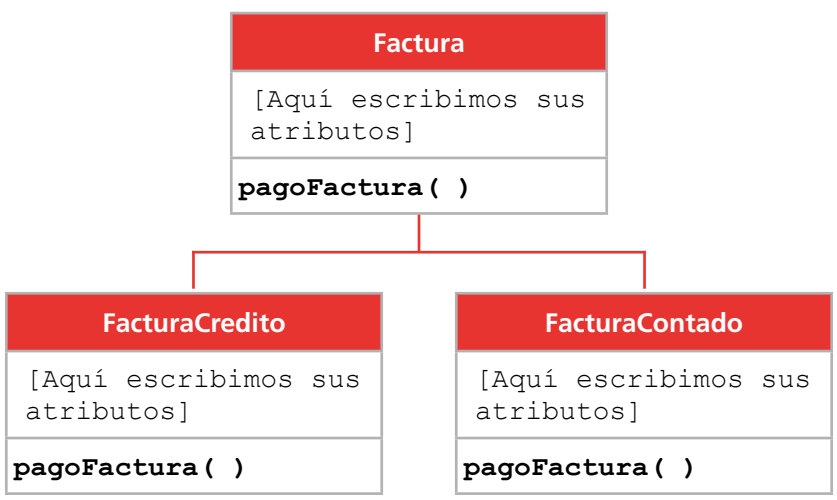 Factura
[Aquí escribimos sus
atributos]
pagoFactura( )
FacturaCredito
[Aquí escribimos sus
atributos]
pagoFactura( )
FacturaContado
[Aquí escribimos sus
atributos]
pagoFactura( )